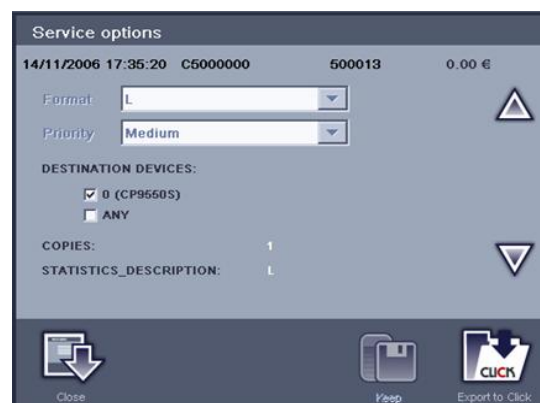 Service options
14/11/2006 17:35:20 C5000000 500013 0.00 €
Format L
Priority Medium
DESTINATION DEVICES:
0 (CP9550S)
ANY
COPIES: 1
STATISTICS_DESCRIPTION: L
CLICK
Close Keep Export to Click